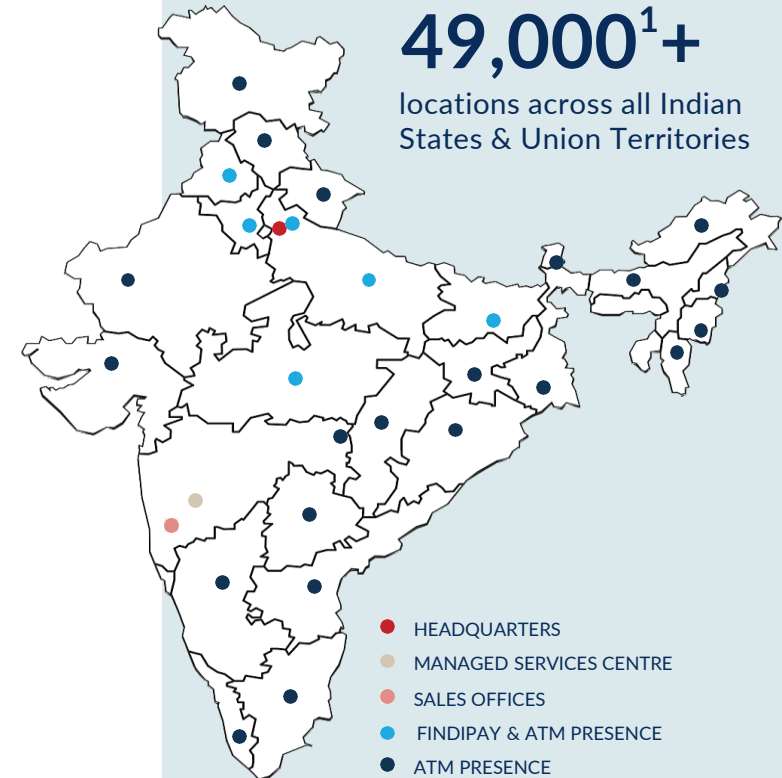 49,000¹+
locations across all Indian
States & Union Territories
HEADQUARTERS
MANAGED SERVICES CENTRE
SALES OFFICES
FINDIPAY & ATM PRESENCE
ATM PRESENCE